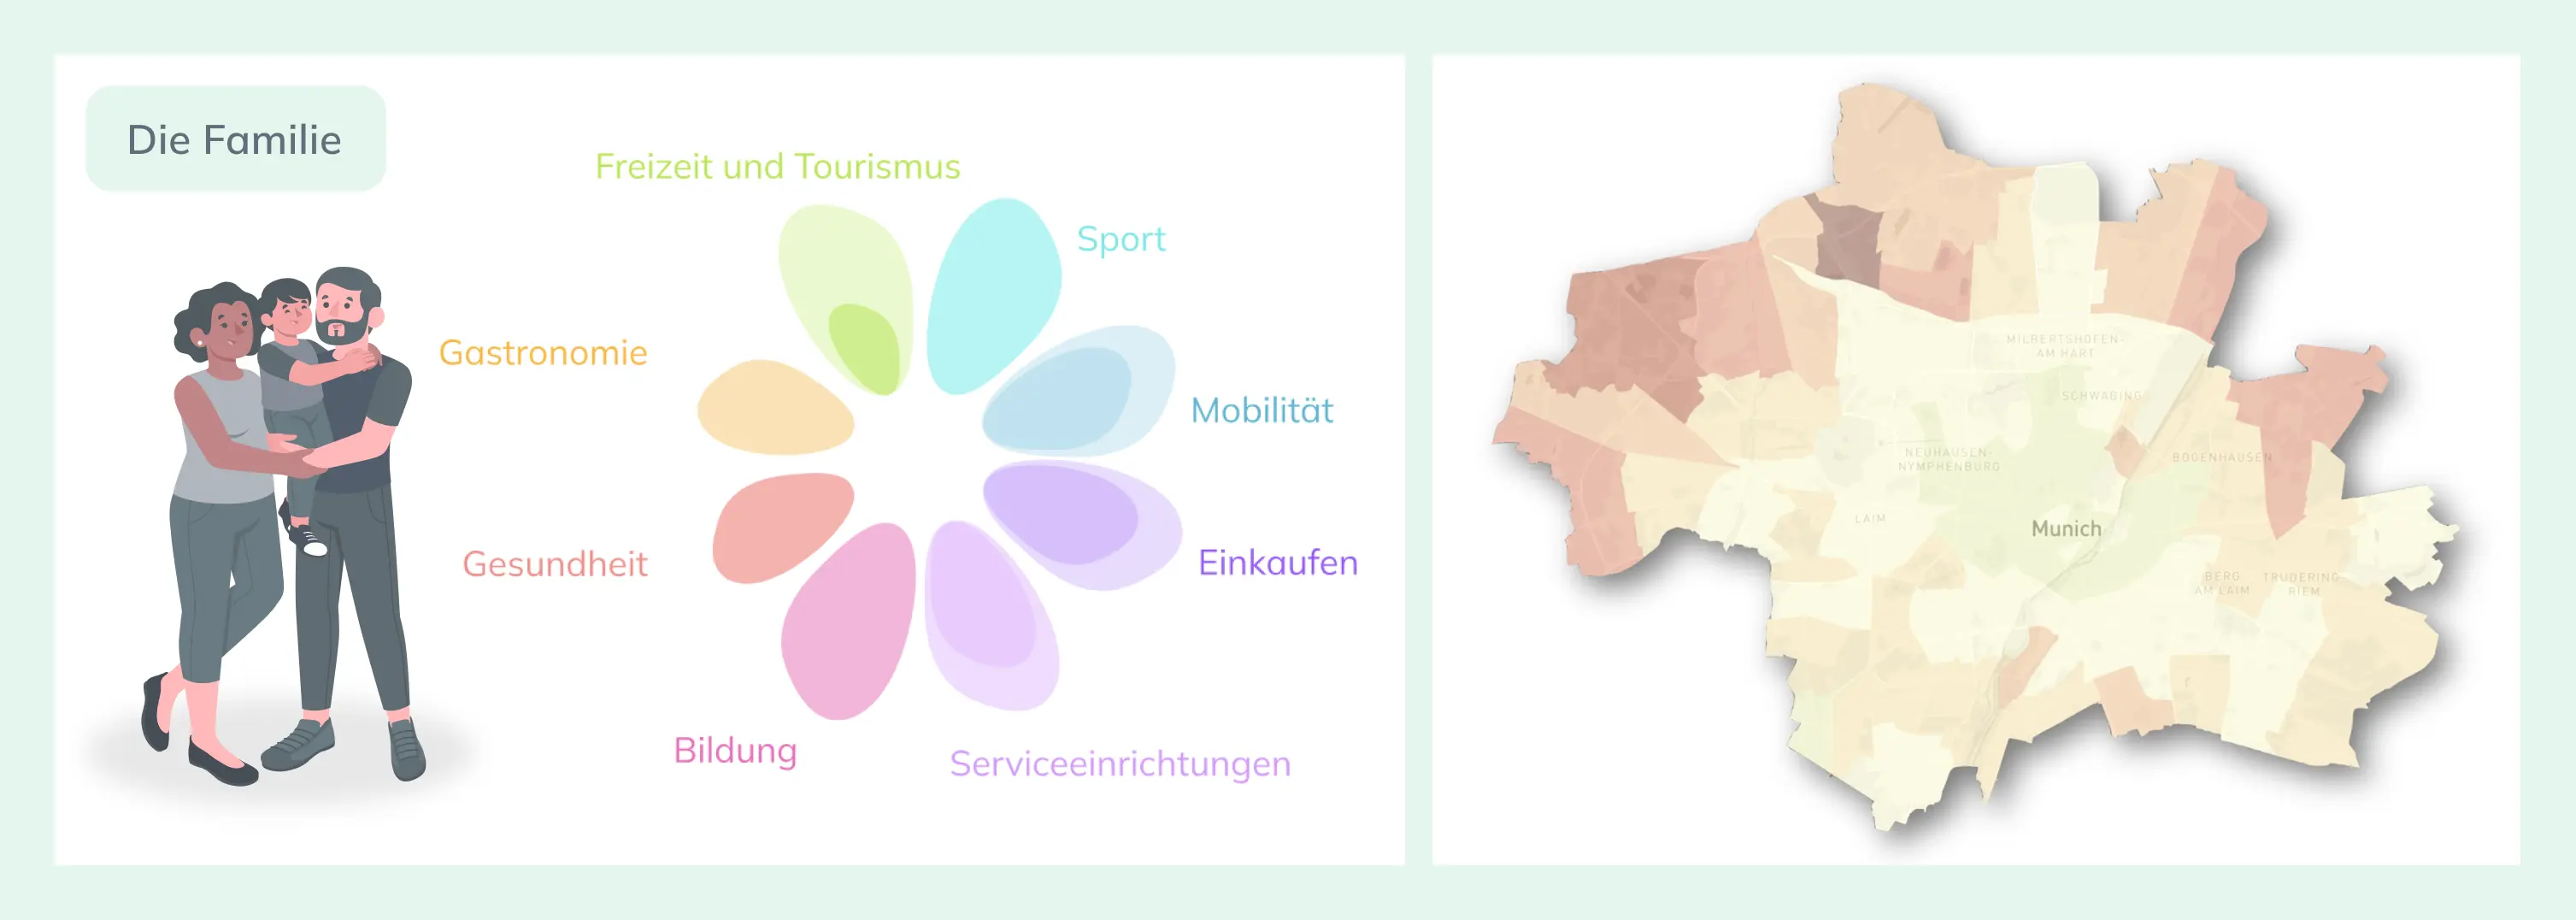 Die Familie
Freizeit und Tourismus
Sport
Gastronomie
Mobilität
Einkaufen
Gesundheit
Bildung
Serviceeinrichtungen
MILBERTSHOFEN-
AM HART
SCHWABING
NEUHAUSEN-
NYMPHENBURG
BOGENHAUSEN
LAIM
Munich
BERG
AM LAIM
TRUDERING-
RIEM